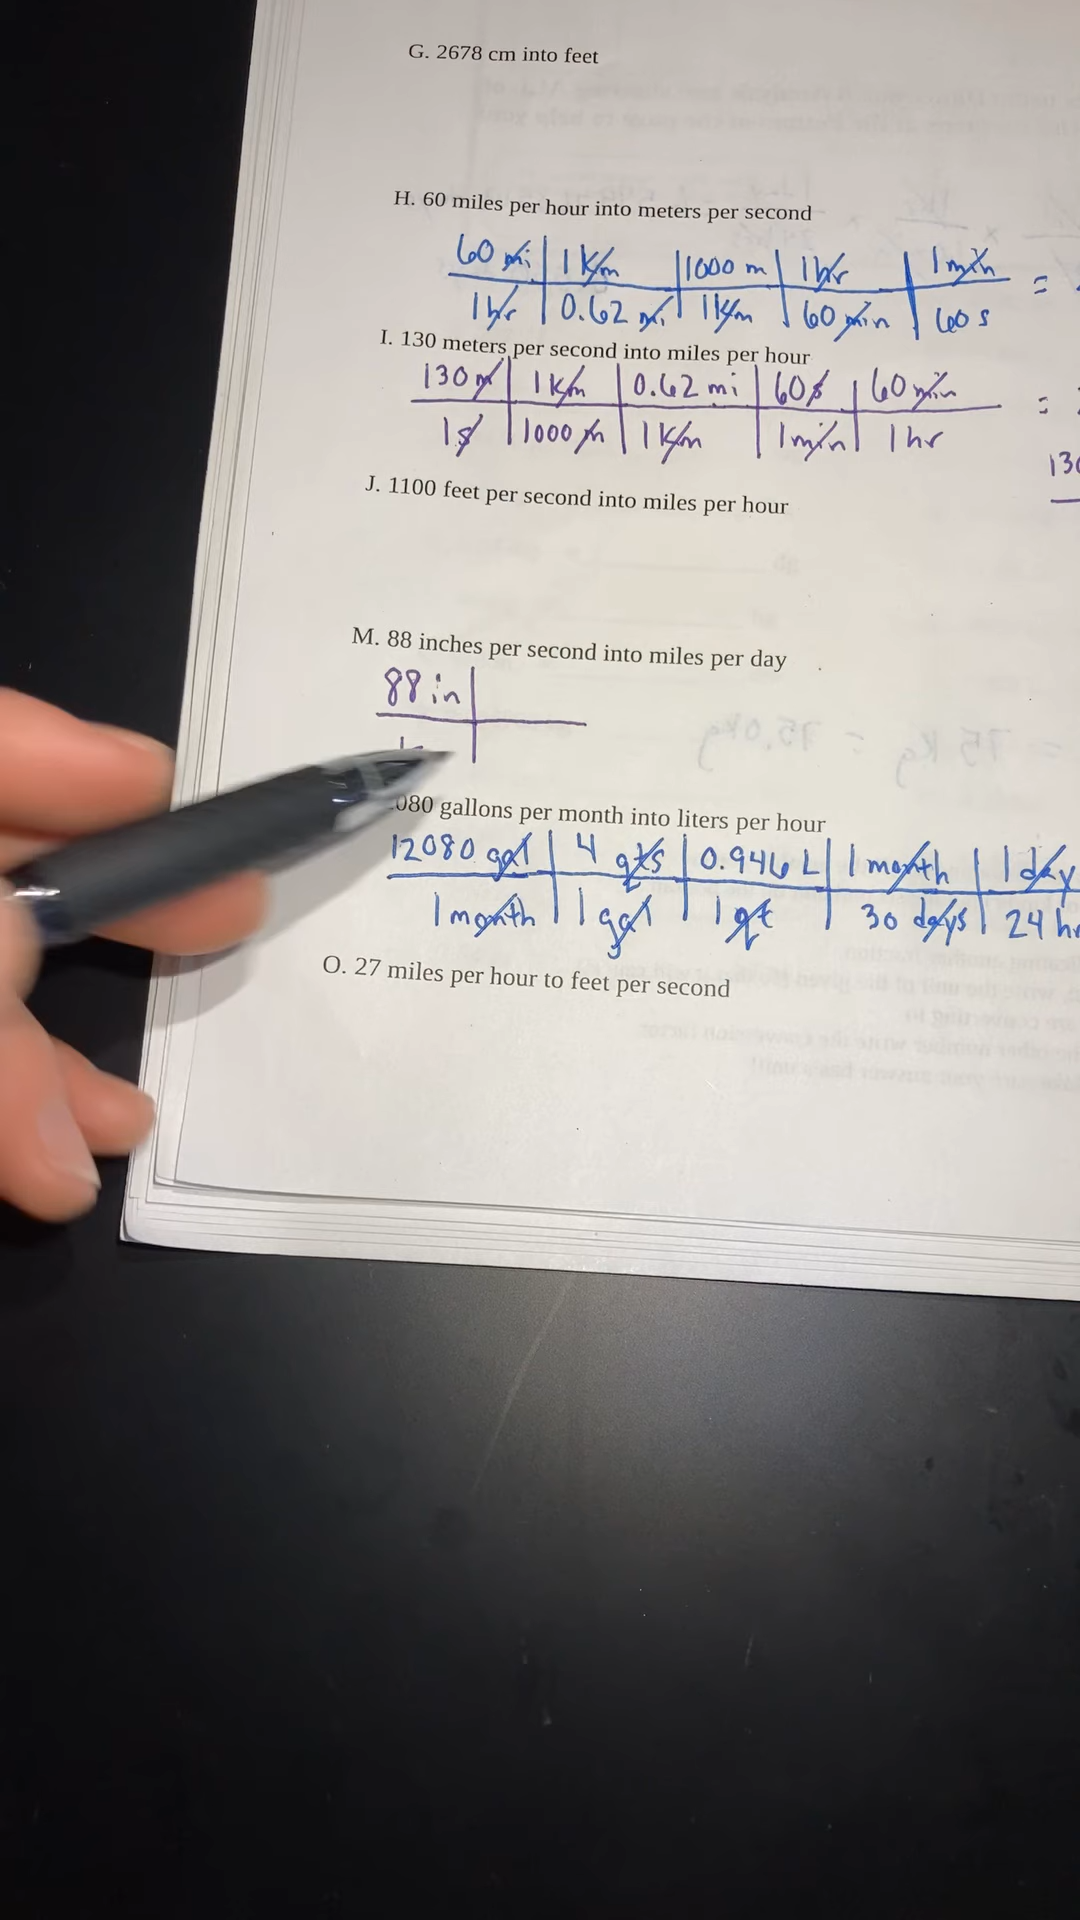 G. 2678 cm into feet
H. 60 miles per hour into meters per second
60 mi | 1 km | 1000 m | 1 hr | 1 min =
1 hr | 0.62 mi | 1 km | 60 min | 60 s
I. 130 meters per second into miles per hour
130 m | 1 km | 0.62 mi | 60 s | 60 min =
1 s | 1000 m | 1 km | 1 min | 1 hr
130
J. 1100 feet per second into miles per hour
M. 88 inches per second into miles per day
88 in
080 gallons per month into liters per hour
12080 gal | 4 qts | 0.946 L | 1 month | 1 day
1 month | 1 gal | 1 qt | 30 days | 24 hr
O. 27 miles per hour to feet per second